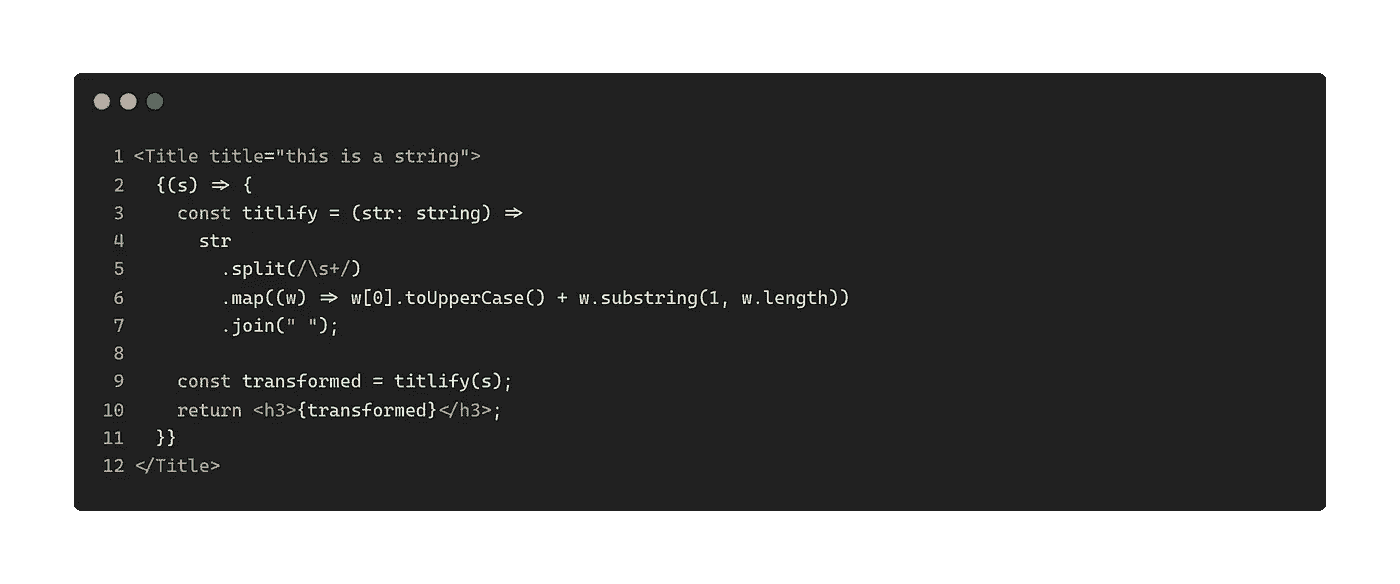 1 <Title title="this is a string">
2   {(s) => {
3     const titlify = (str: string) =>
4       str
5         .split(/\s+/)
6         .map((w) => w[0].toUpperCase() + w.substring(1, w.length))
7         .join(" ");
8
9     const transformed = titlify(s);
10     return <h3>{transformed}</h3>;
11   }}
12 </Title>